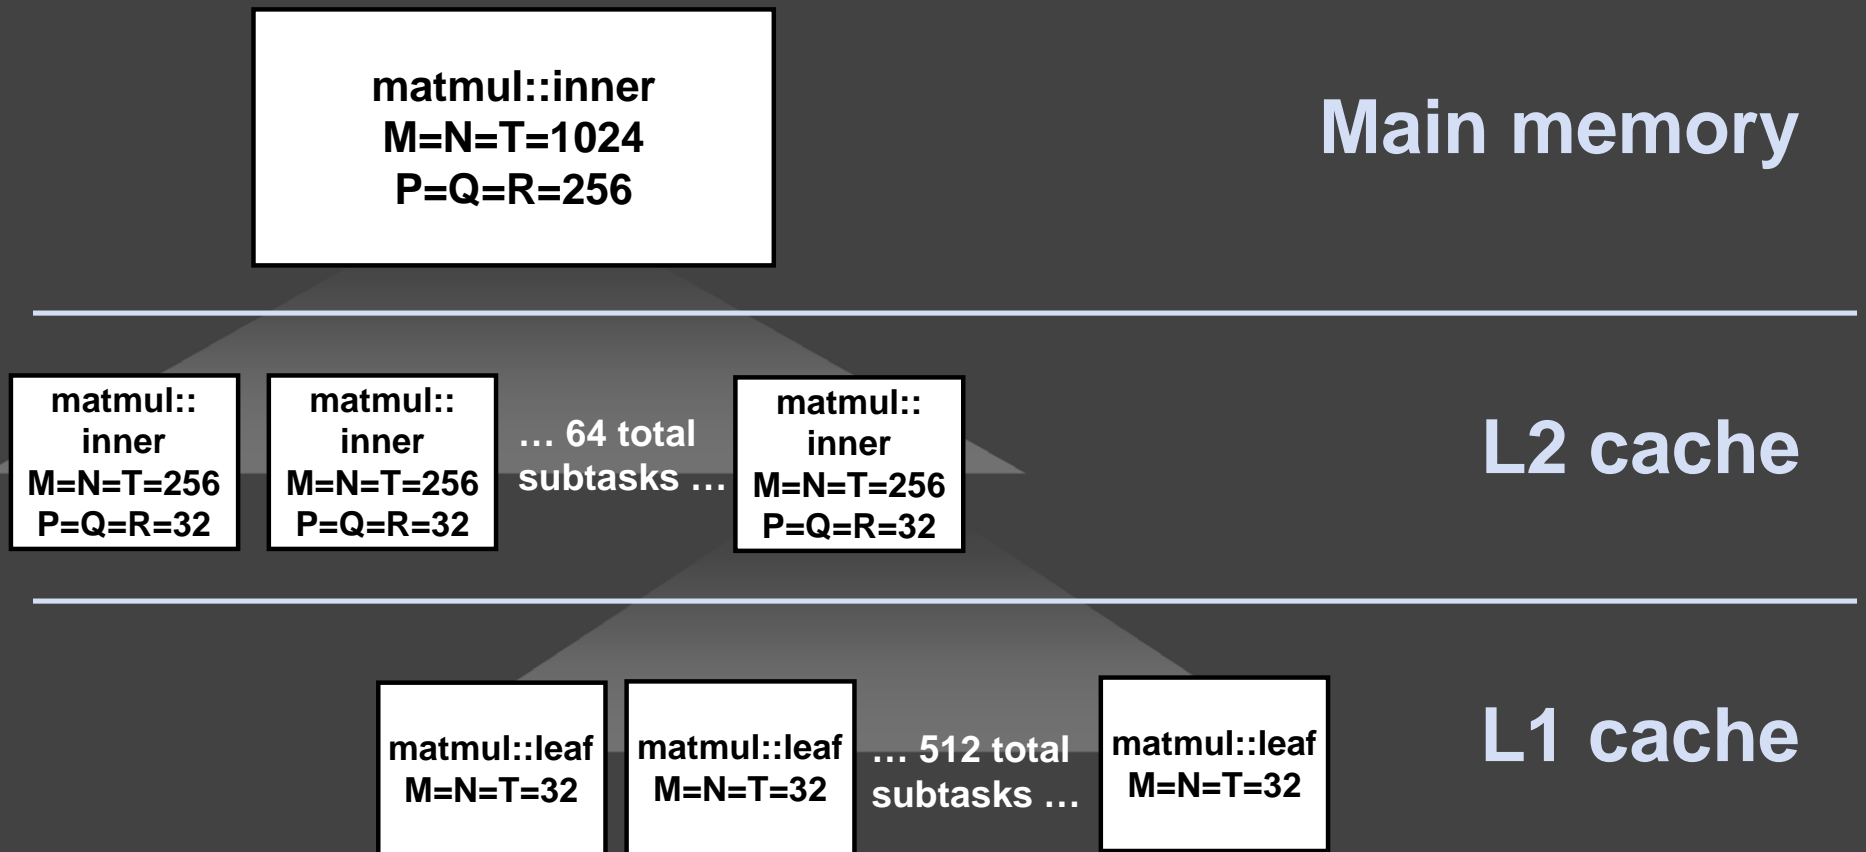 matmul::inner
M=N=T=1024
P=Q=R=256
Main memory
matmul::
inner
M=N=T=256
P=Q=R=32
matmul::
inner
M=N=T=256
P=Q=R=32
… 64 total
subtasks …
matmul::
inner
M=N=T=256
P=Q=R=32
L2 cache
matmul::leaf
M=N=T=32
matmul::leaf
M=N=T=32
… 512 total
subtasks …
matmul::leaf
M=N=T=32
L1 cache